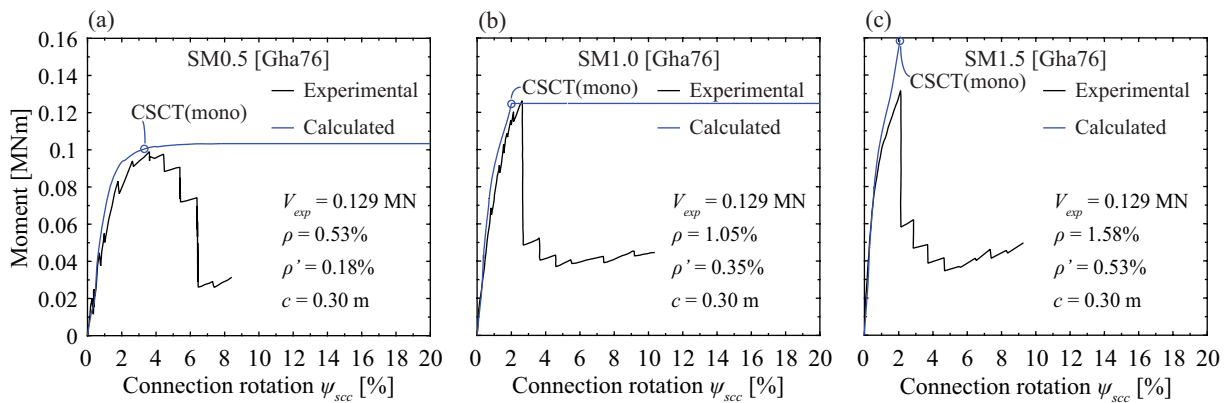 (a)
SM0.5 [Gha76]
Experimental
CSCT(mono)
Calculated
V_exp = 0.129 MN
ρ = 0.53%
ρ’ = 0.18%
c = 0.30 m
Moment [MNm]
0.16
0.14
0.12
0.1
0.08
0.06
0.04
0.02
0
0 2 4 6 8 10 12 14 16 18 20
Connection rotation ψ_scc [%]
(b)
SM1.0 [Gha76]
CSCT(mono)
Experimental
Calculated
V_exp = 0.129 MN
ρ = 1.05%
ρ’ = 0.35%
c = 0.30 m
0 2 4 6 8 10 12 14 16 18 20
Connection rotation ψ_scc [%]
(c)
SM1.5 [Gha76]
CSCT(mono)
Experimental
Calculated
V_exp = 0.129 MN
ρ = 1.58%
ρ’ = 0.53%
c = 0.30 m
0 2 4 6 8 10 12 14 16 18 20
Connection rotation ψ_scc [%]